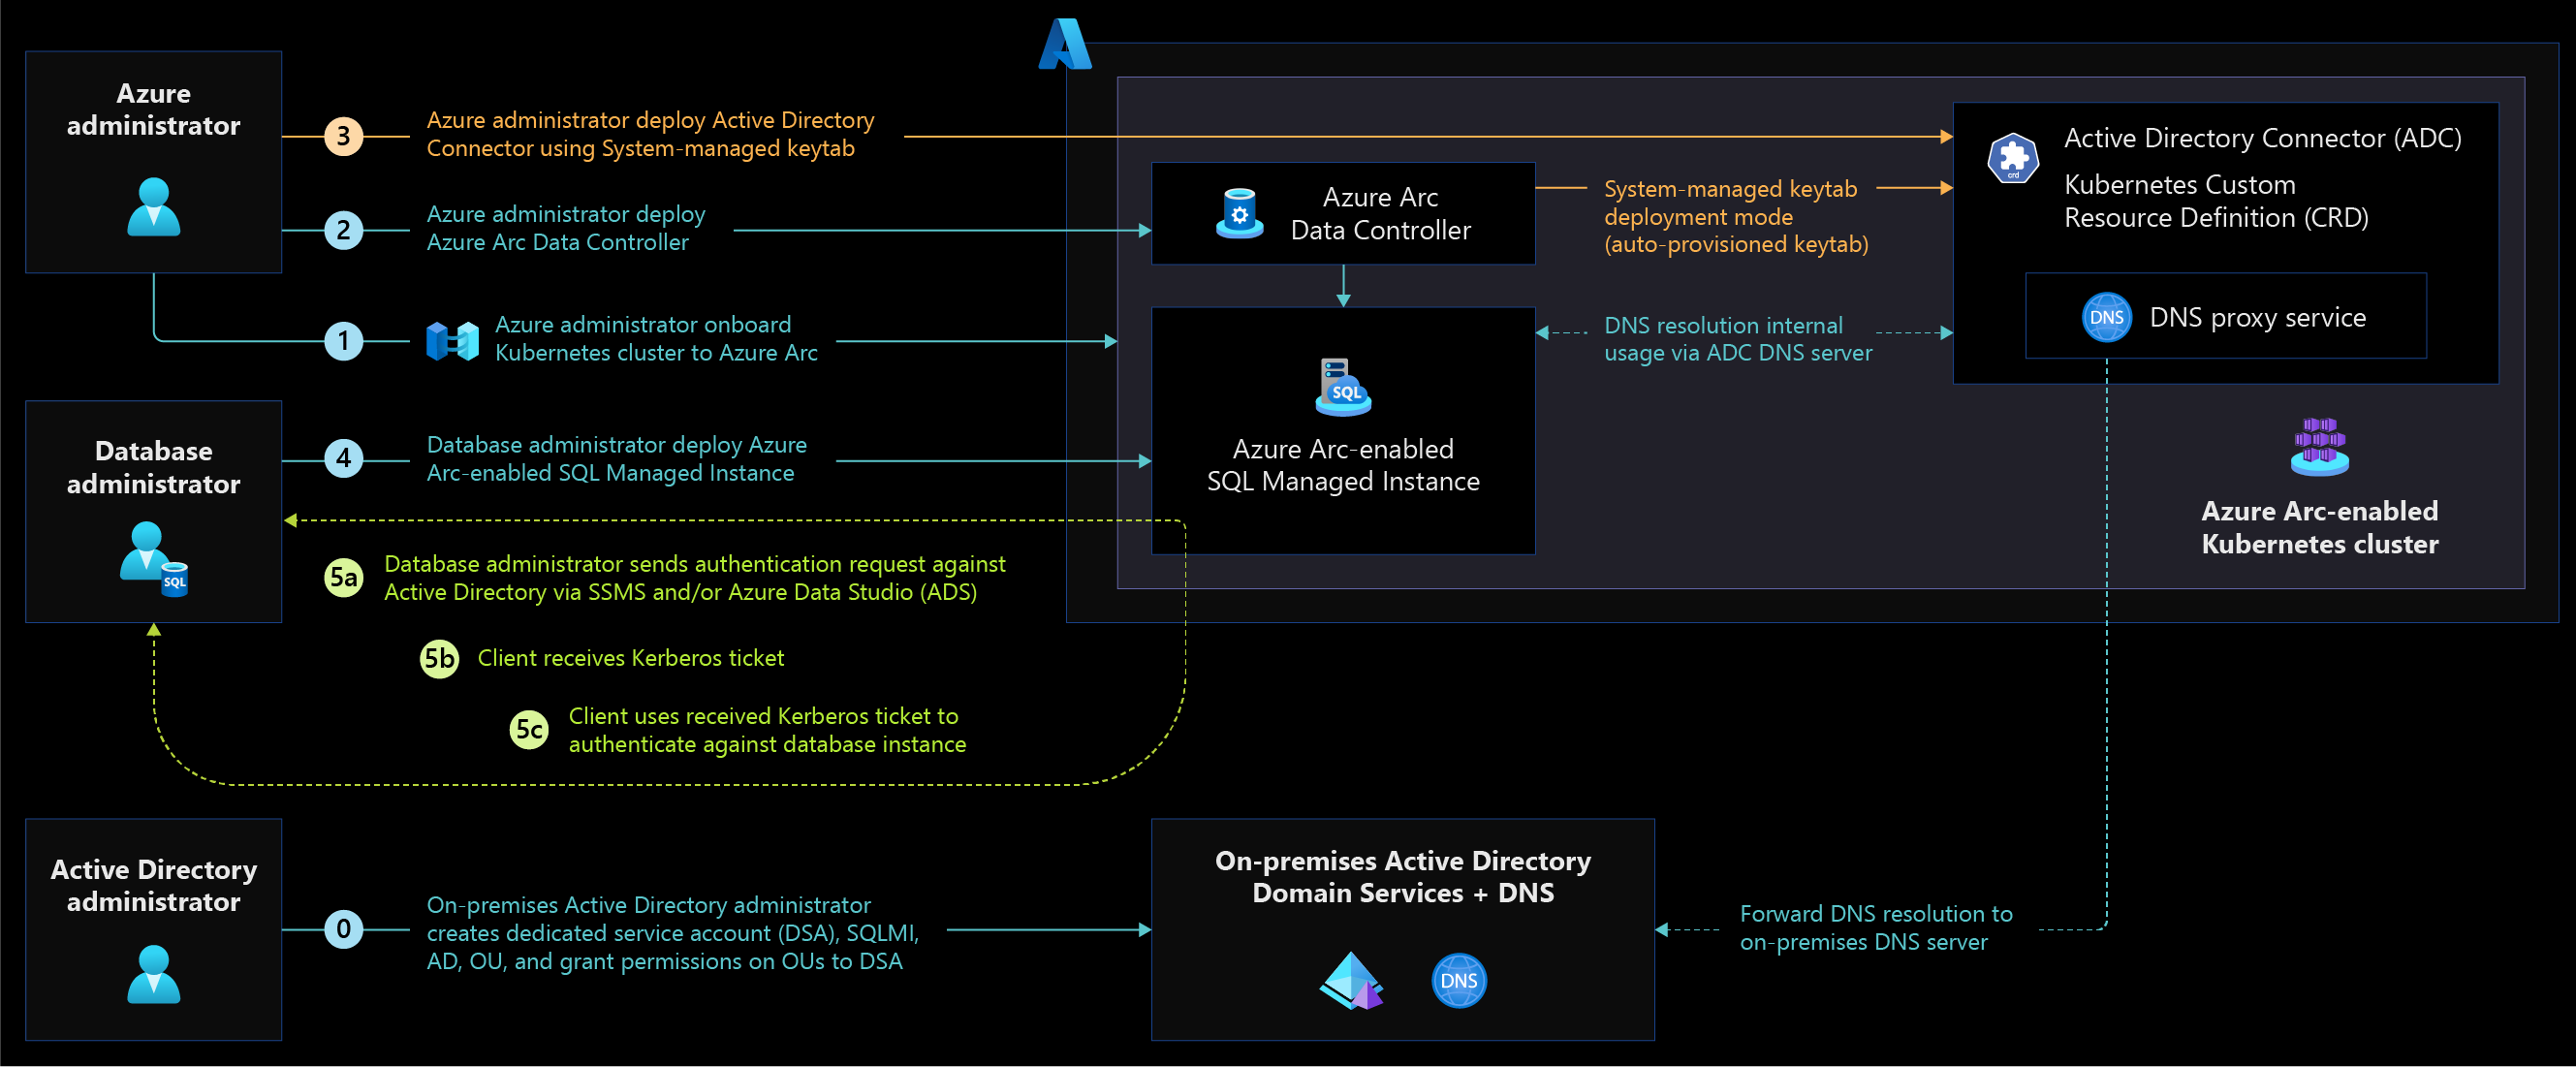 Azure
administrator
3
Azure administrator deploy Active Directory
Connector using System-managed keytab
2
Azure administrator deploy
Azure Arc Data Controller
1
Azure administrator onboard
Kubernetes cluster to Azure Arc
Database
administrator
SQL
4
Database administrator deploy Azure
Arc-enabled SQL Managed Instance
5a
Database administrator sends authentication request against
Active Directory via SSMS and/or Azure Data Studio (ADS)
5b
Client receives Kerberos ticket
5c
Client uses received Kerberos ticket to
authenticate against database instance
Active Directory
administrator
0
On-premises Active Directory administrator
creates dedicated service account (DSA), SQLMI,
AD, OU, and grant permissions on OUs to DSA
Azure Arc
Data Controller
System-managed keytab
deployment mode
(auto-provisioned keytab)
crd
Active Directory Connector (ADC)
Kubernetes Custom
Resource Definition (CRD)
DNS
DNS proxy service
SQL
Azure Arc-enabled
SQL Managed Instance
DNS resolution internal
usage via ADC DNS server
Azure Arc-enabled
Kubernetes cluster
On-premises Active Directory
Domain Services + DNS
DNS
Forward DNS resolution to
on-premises DNS server